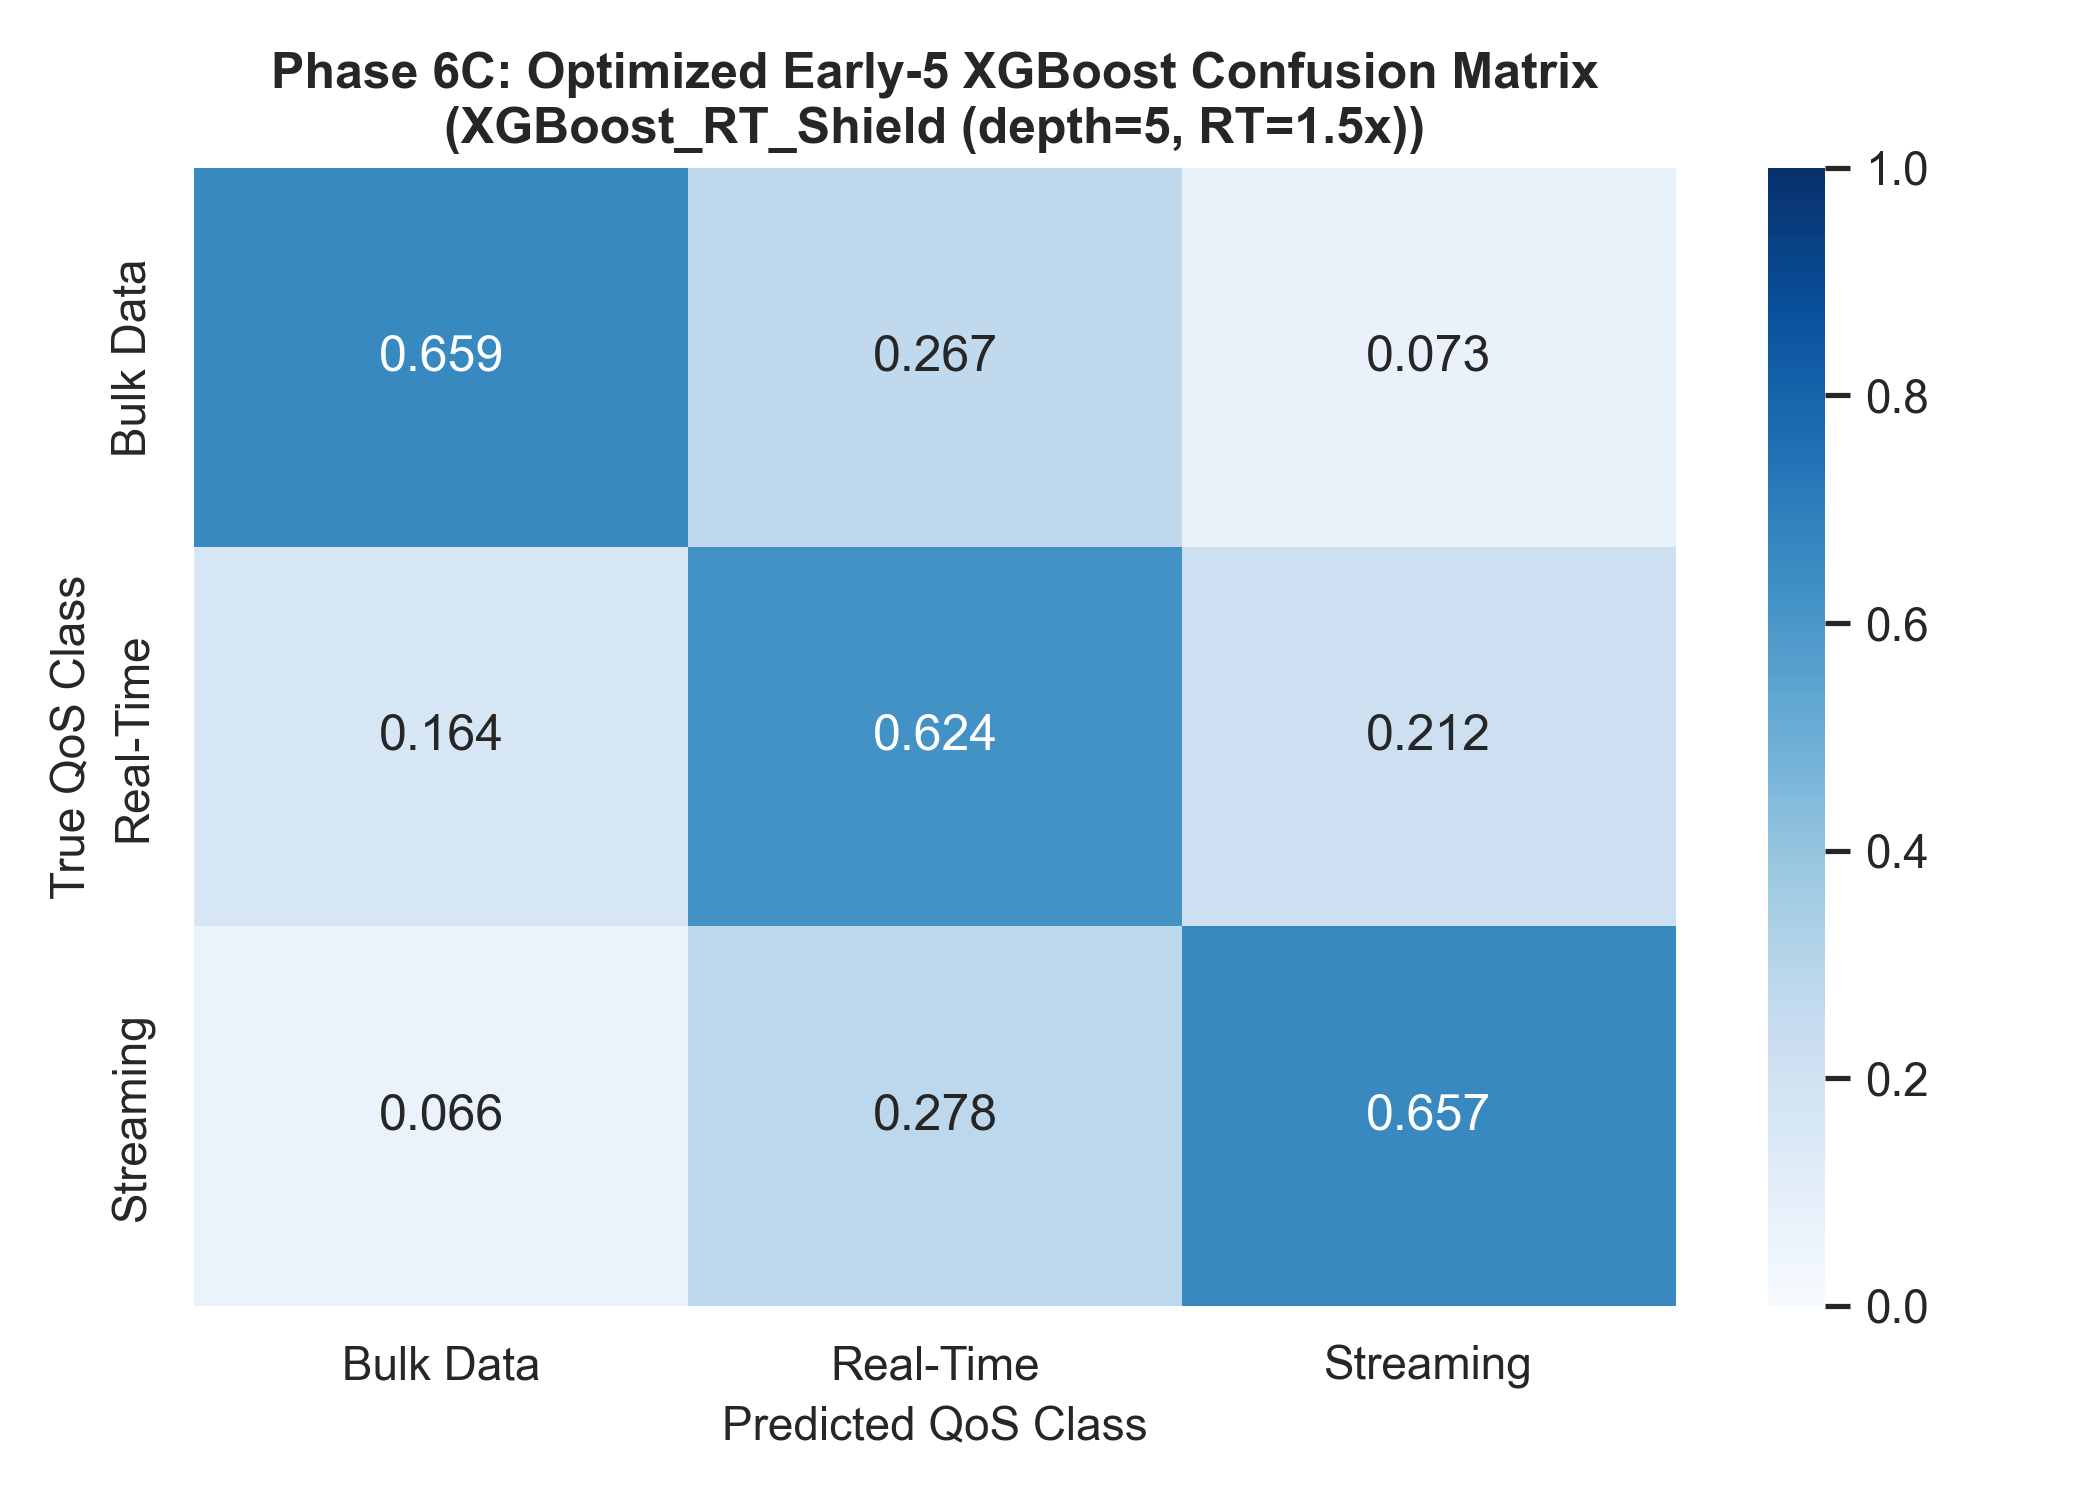 Phase 6C: Optimized Early-5 XGBoost Confusion Matrix
(XGBoost_RT_Shield (depth=5, RT=1.5x))
True QoS Class
Bulk Data
0.659
0.267
0.073
Real-Time
0.164
0.624
0.212
Streaming
0.066
0.278
0.657
Bulk Data
Real-Time
Streaming
Predicted QoS Class
1.0
0.8
0.6
0.4
0.2
0.0